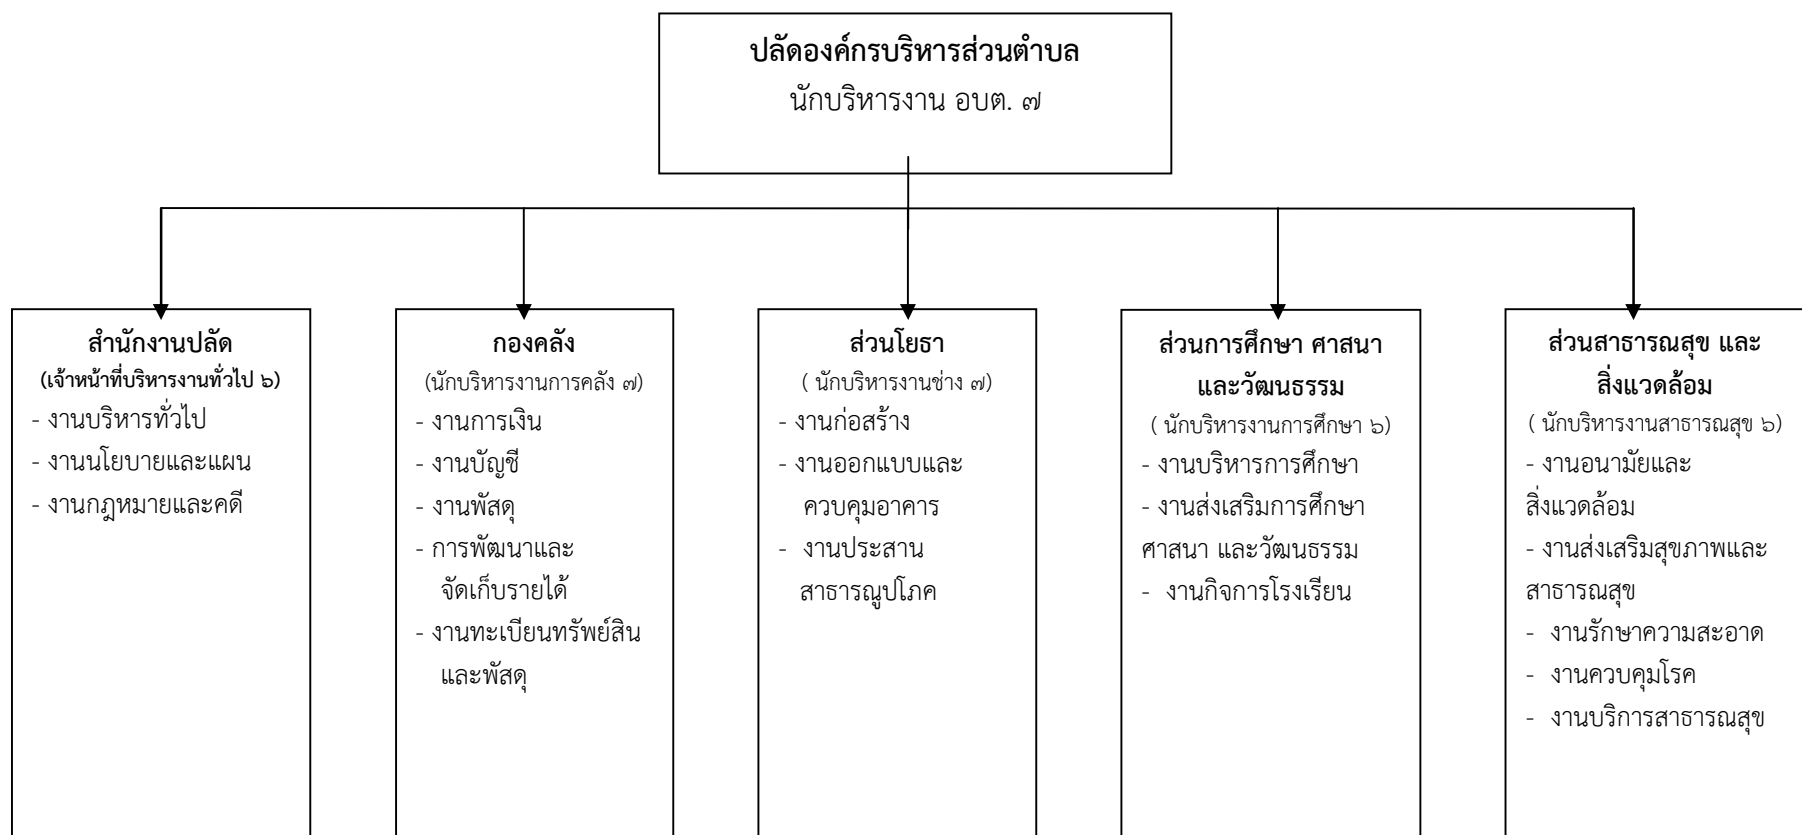 ปลัดองค์กรบริหารส่วนตำบล
นักบริหารงาน อบต. ๗
สำนักงานปลัด
(เจ้าหน้าที่บริหารงานทั่วไป ๖)
- งานบริหารทั่วไป
- งานนโยบายและแผน
- งานกฎหมายและคดี
กองคลัง
(นักบริหารงานการคลัง ๗)
- งานการเงิน
- งานบัญชี
- งานพัสดุ
- การพัฒนาและ
จัดเก็บรายได้
- งานทะเบียนทรัพย์สิน
และพัสดุ
ส่วนโยธา
( นักบริหารงานช่าง ๗)
- งานก่อสร้าง
- งานออกแบบและ
ควบคุมอาคาร
- งานประสาน
สาธารณูปโภค
ส่วนการศึกษา ศาสนา
และวัฒนธรรม
( นักบริหารงานการศึกษา ๖)
- งานบริหารการศึกษา
- งานส่งเสริมการศึกษา
ศาสนา และวัฒนธรรม
- งานกิจการโรงเรียน
ส่วนสาธารณสุข และ
สิ่งแวดล้อม
( นักบริหารงานสาธารณสุข ๖)
- งานอนามัยและ
สิ่งแวดล้อม
- งานส่งเสริมสุขภาพและ
สาธารณสุข
- งานรักษาความสะอาด
- งานควบคุมโรค
- งานบริการสาธารณสุข